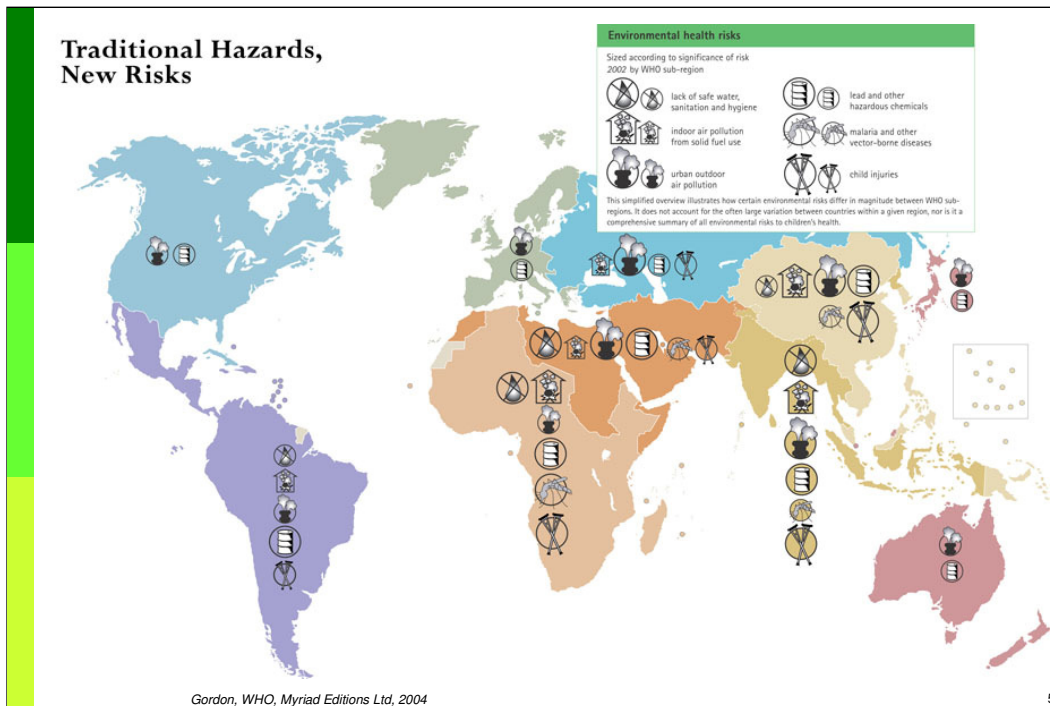 Traditional Hazards,
New Risks
Environmental health risks
Sized according to significance of risk
2002 by WHO sub-region
lack of safe water,
sanitation and hygiene
indoor air pollution
from solid fuel use
urban outdoor
air pollution
lead and other
hazardous chemicals
malaria and other
vector-borne diseases
child injuries
This simplified overview illustrates how certain environmental risks differ in magnitude between WHO sub-
regions. It does not account for the often large variation between countries within a given region, nor is it a
comprehensive summary of all environmental risks to children's health.
Gordon, WHO, Myriad Editions Ltd, 2004
5